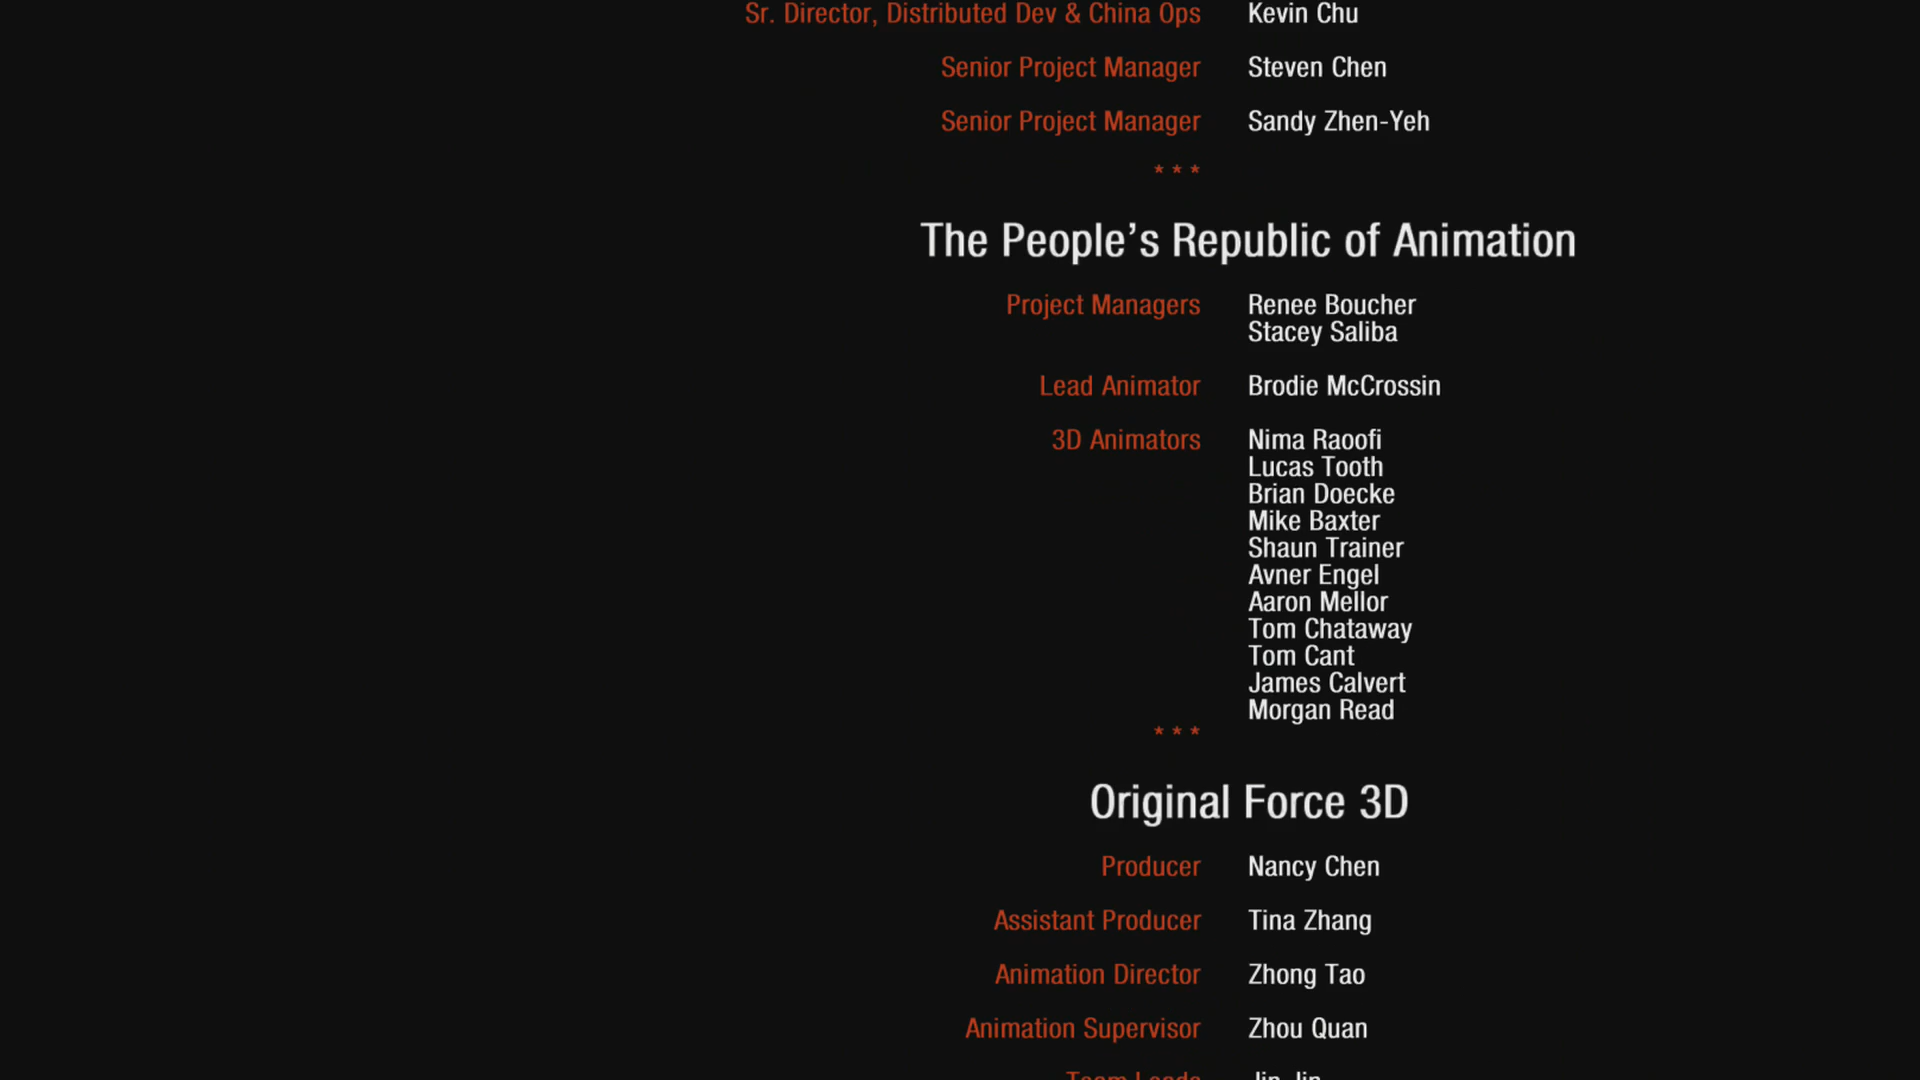 Sr. Director, Distributed Dev & China Ops Kevin Chu
Senior Project Manager Steven Chen
Senior Project Manager Sandy Zhen-Yeh
* * *
The People’s Republic of Animation
Project Managers Renee Boucher
Stacey Saliba
Lead Animator Brodie McCrossin
3D Animators Nima Raoofi
Lucas Tooth
Brian Doecke
Mike Baxter
Shaun Trainer
Avner Engel
Aaron Mellor
Tom Chataway
Tom Cant
James Calvert
Morgan Read
* * *
Original Force 3D
Producer Nancy Chen
Assistant Producer Tina Zhang
Animation Director Zhong Tao
Animation Supervisor Zhou Quan
Team Leads